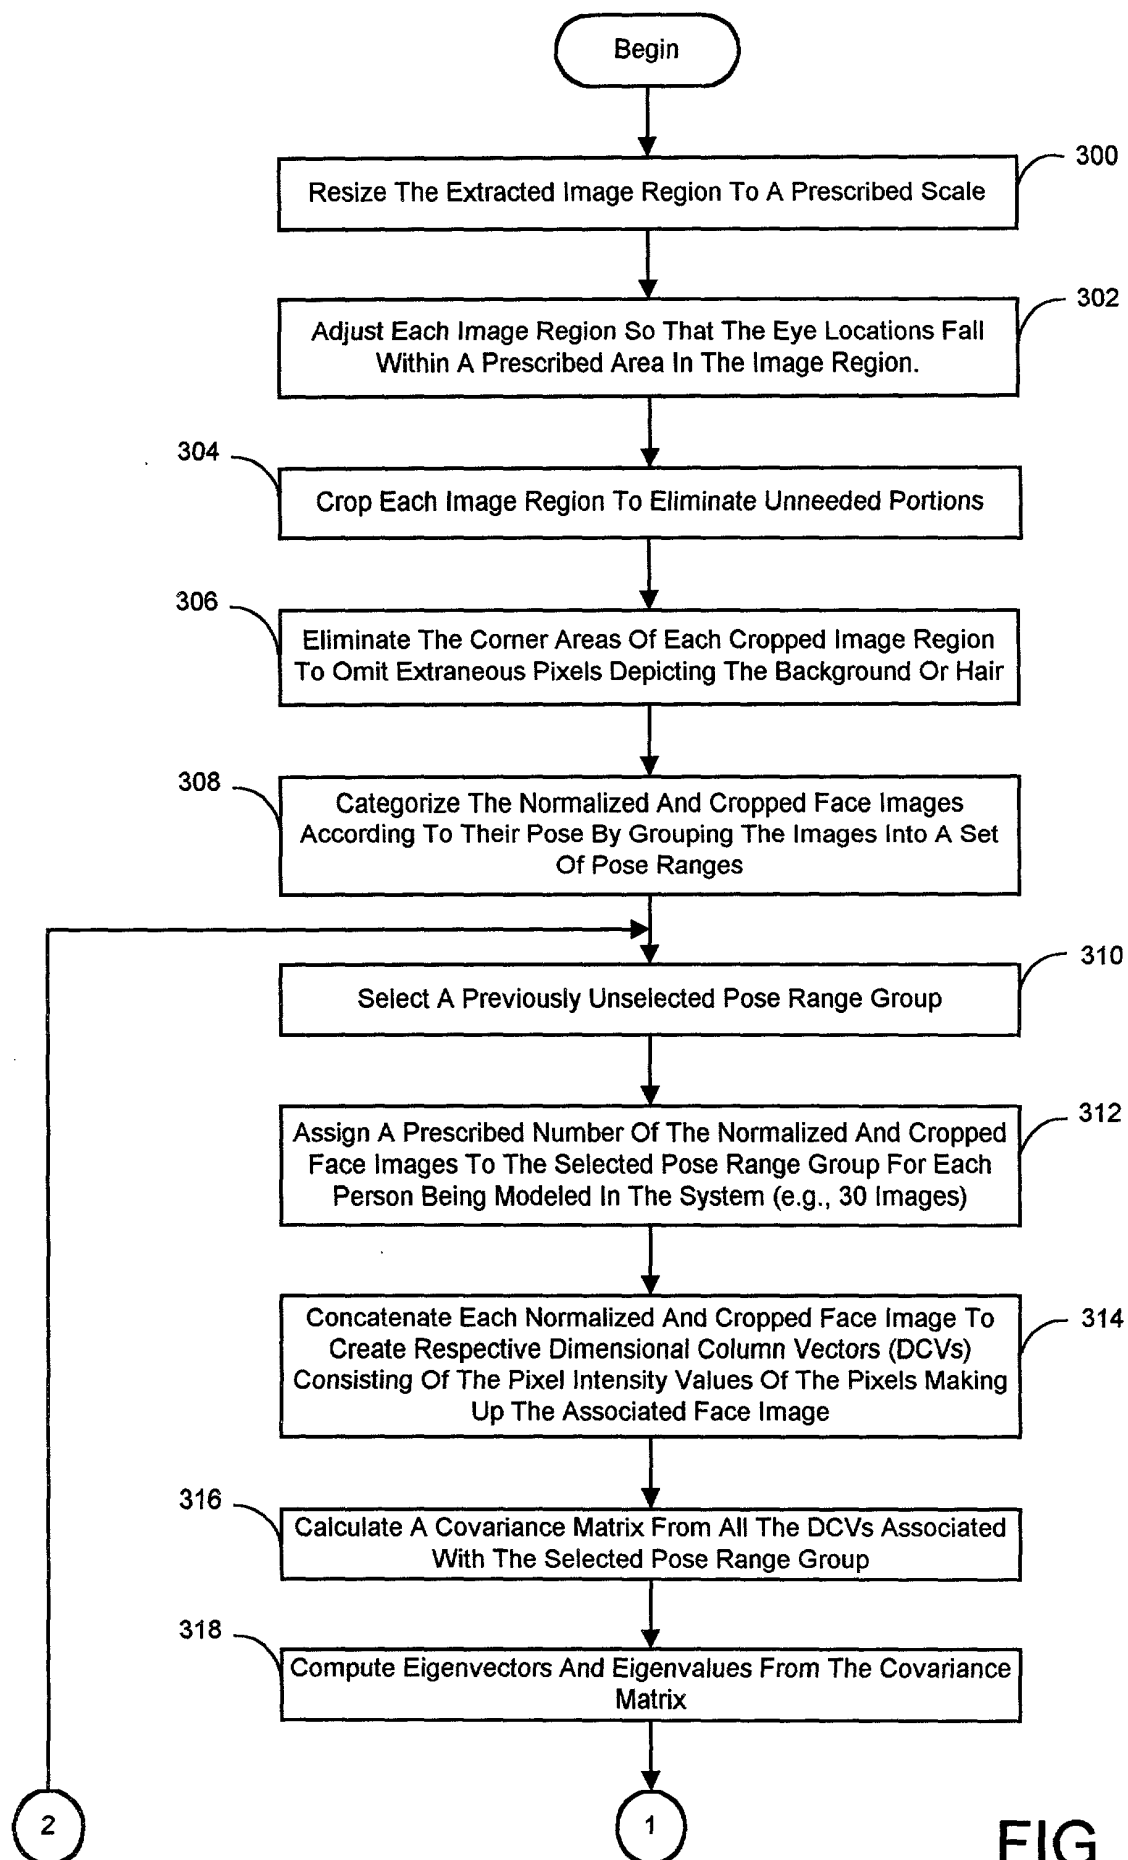 Begin
300
Resize The Extracted Image Region To A Prescribed Scale
302
Adjust Each Image Region So That The Eye Locations Fall
Within A Prescribed Area In The Image Region.
304
Crop Each Image Region To Eliminate Unneeded Portions
306
Eliminate The Corner Areas Of Each Cropped Image Region
To Omit Extraneous Pixels Depicting The Background Or Hair
308
Categorize The Normalized And Cropped Face Images
According To Their Pose By Grouping The Images Into A Set
Of Pose Ranges
310
Select A Previously Unselected Pose Range Group
312
Assign A Prescribed Number Of The Normalized And Cropped
Face Images To The Selected Pose Range Group For Each
Person Being Modeled In The System (e.g., 30 Images)
314
Concatenate Each Normalized And Cropped Face Image To
Create Respective Dimensional Column Vectors (DCVs)
Consisting Of The Pixel Intensity Values Of The Pixels Making
Up The Associated Face Image
316
Calculate A Covariance Matrix From All The DCVs Associated
With The Selected Pose Range Group
318
Compute Eigenvectors And Eigenvalues From The Covariance
Matrix
2
1
FIG